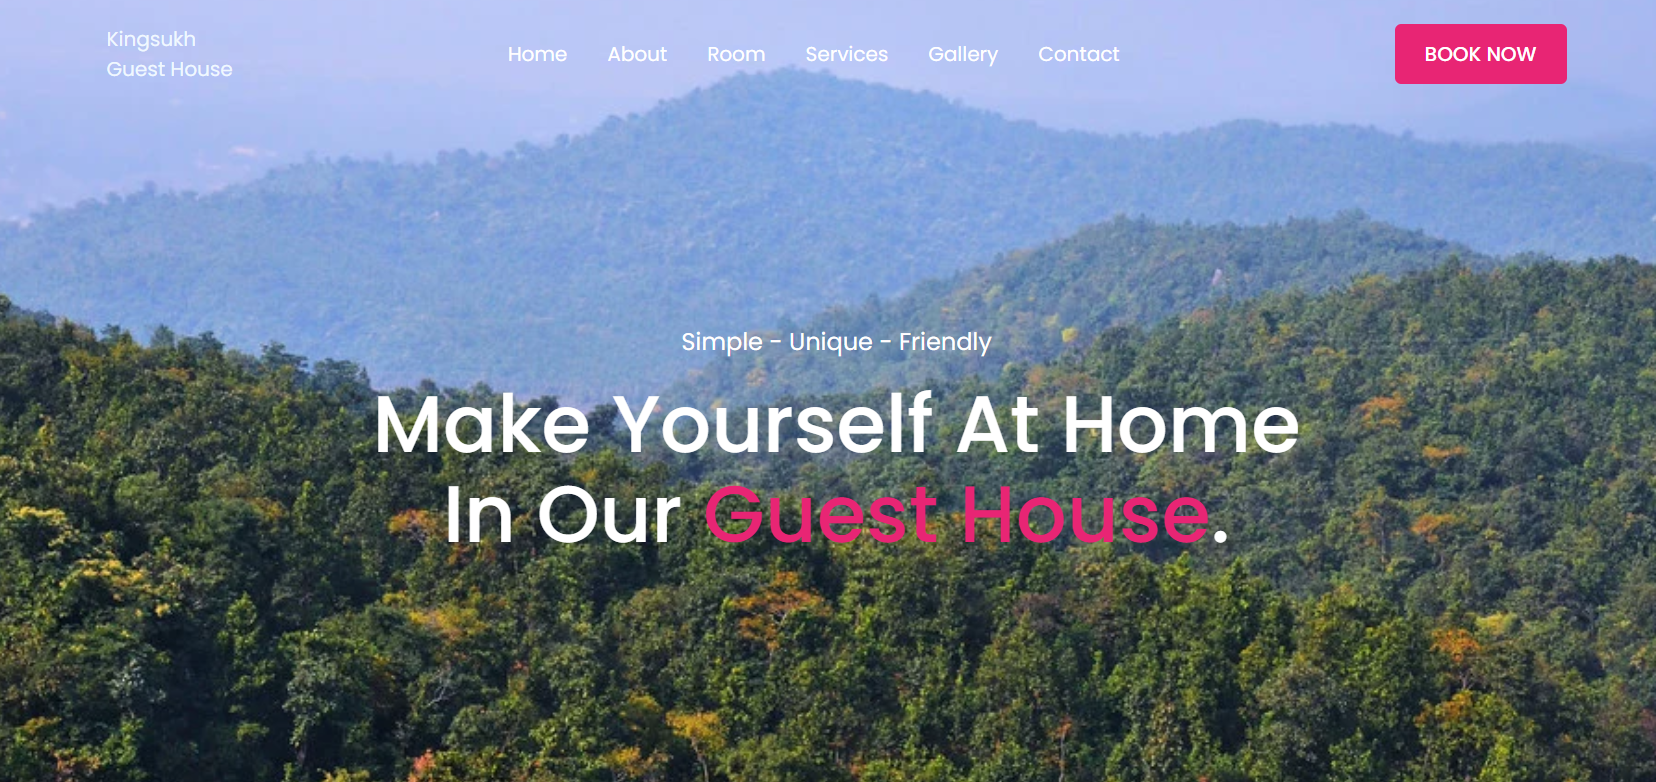 Kingsukh
Guest House
Home About Room Services Gallery Contact
BOOK NOW
Simple - Unique - Friendly
Make Yourself At Home
In Our Guest House.